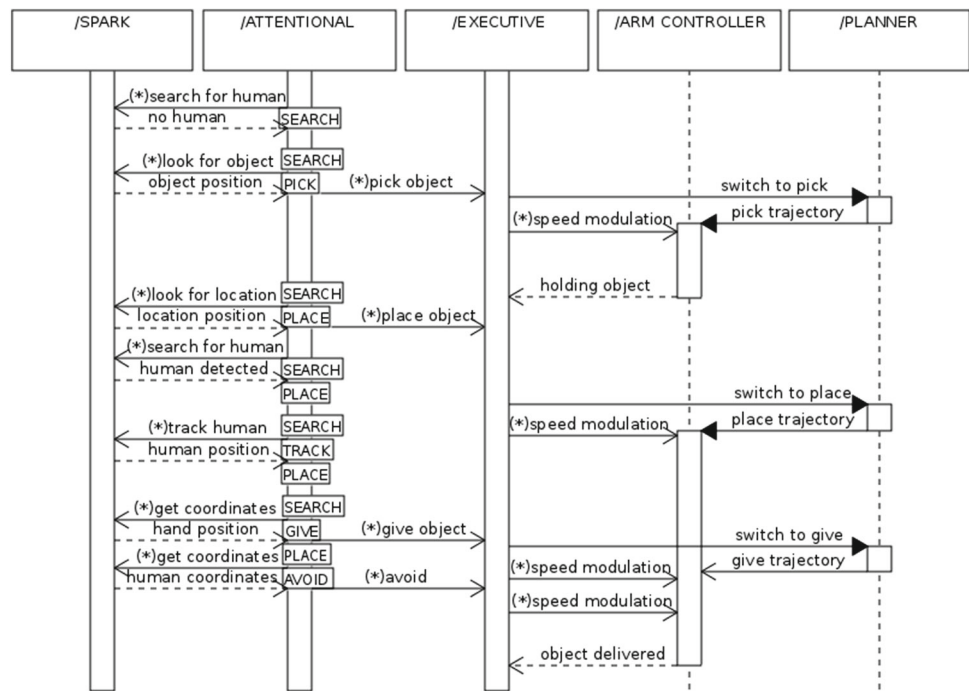 /SPARK /ATTENTIONAL /EXECUTIVE /ARM CONTROLLER /PLANNER
(*)search for human
no human SEARCH
(*)look for object SEARCH
object position PICK (*)pick object
switch to pick
(*)speed modulation pick trajectory
holding object
(*)look for location SEARCH
location position PLACE (*)place object
(*)search for human
human detected SEARCH
PLACE switch to place
(*)track human SEARCH (*)speed modulation place trajectory
human position TRACK
PLACE
(*)get coordinates SEARCH
hand position GIVE (*)give object switch to give
(*)get coordinates PLACE
(*)speed modulation give trajectory
human coordinates AVOID (*)avoid
(*)speed modulation
object delivered